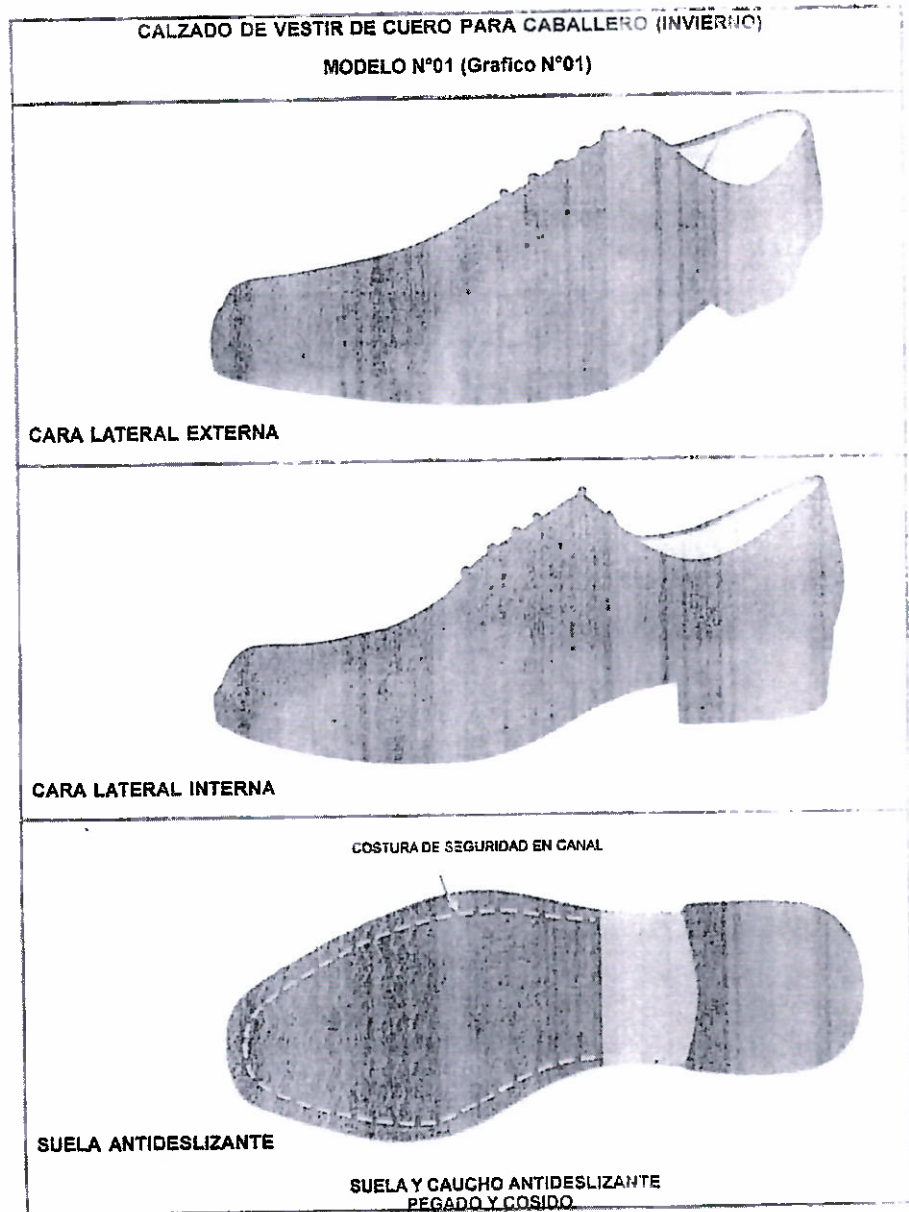 CALZADO DE VESTIR DE CUERO PARA CABALLERO (INVIERNO)
MODELO N°01 (Grafico N°01)
CARA LATERAL EXTERNA
CARA LATERAL INTERNA
COSTURA DE SEGURIDAD EN CANAL
SUELA ANTIDESLIZANTE
SUELA Y CAUCHO ANTIDESLIZANTE
PEGADO Y COSIDO